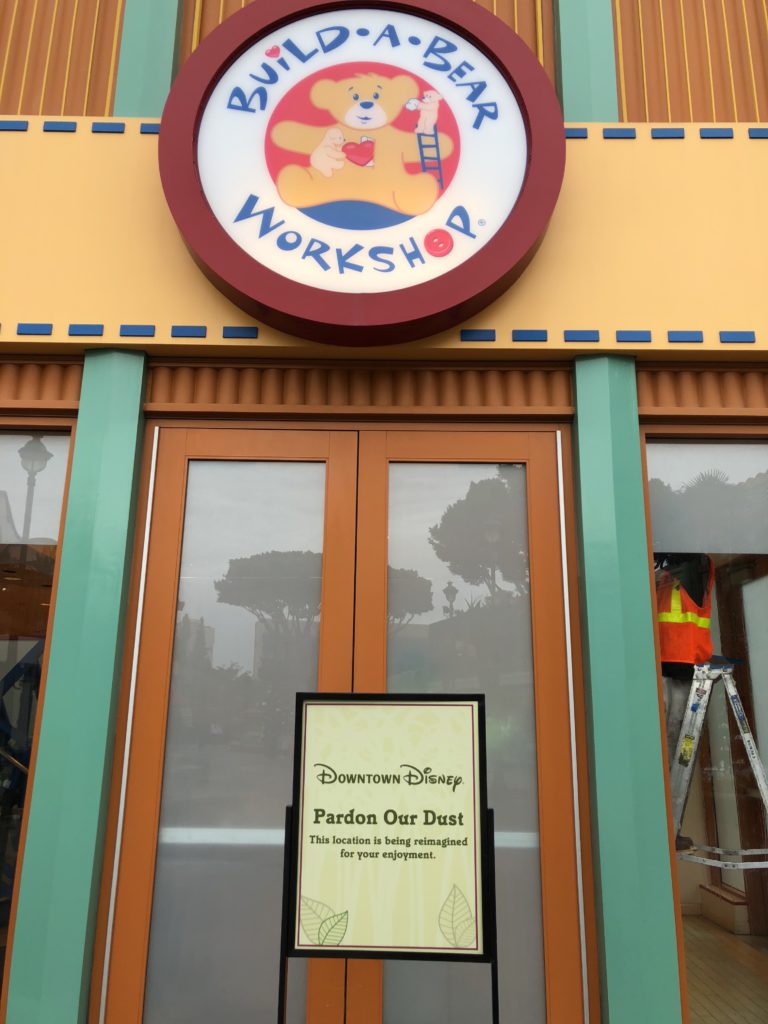 BUILD-A-BEAR
WORKSHOP®
DOWNTOWN DISNEY
Pardon Our Dust
This location is being reimagined
for your enjoyment.